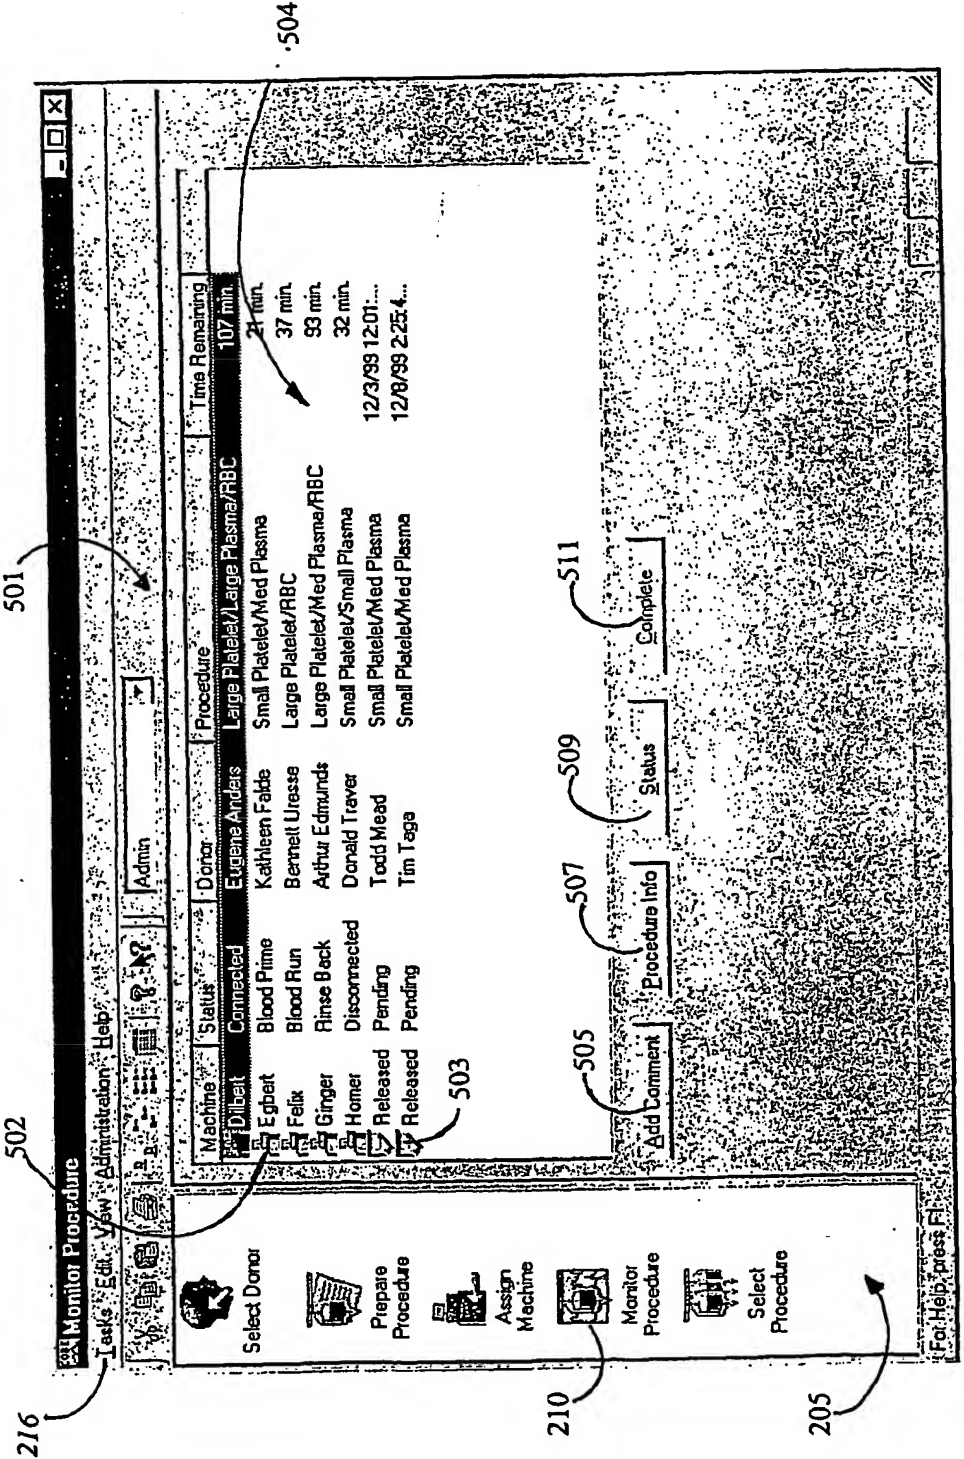 501
502
216
Monitor Procedure
Tasks Edit View Administration Help
Admin
504
Machine Status Donor Procedure Time Remaining
Dilbert Connected Eugene Anders Large Platelet/Large Plasma/RBC 107 min.
Egbert Blood Prime Kathleen Falde Small Platelet/Med Plasma 21 min.
Felix Blood Run Bennett Uresse Large Platelet/RBC 37 min.
Ginger Rinse Back Arthur Edmunds Large Platelet/Med Plasma/RBC 93 min.
Homer Disconnected Donald Traver Small Platelet/Small Plasma 32 min.
Released Pending Todd Mead Small Platelet/Med Plasma 12/3/99 12:01:...
Released Pending Tim Taga Small Platelet/Med Plasma 12/8/99 2:25:4...
503
Select Donor
Prepare
Procedure
Assign
Machine
Monitor
Procedure
Select
Procedure
210
205
505
507
509
511
Add Comment
Procedure Info
Status
Complete
For Help, press F1